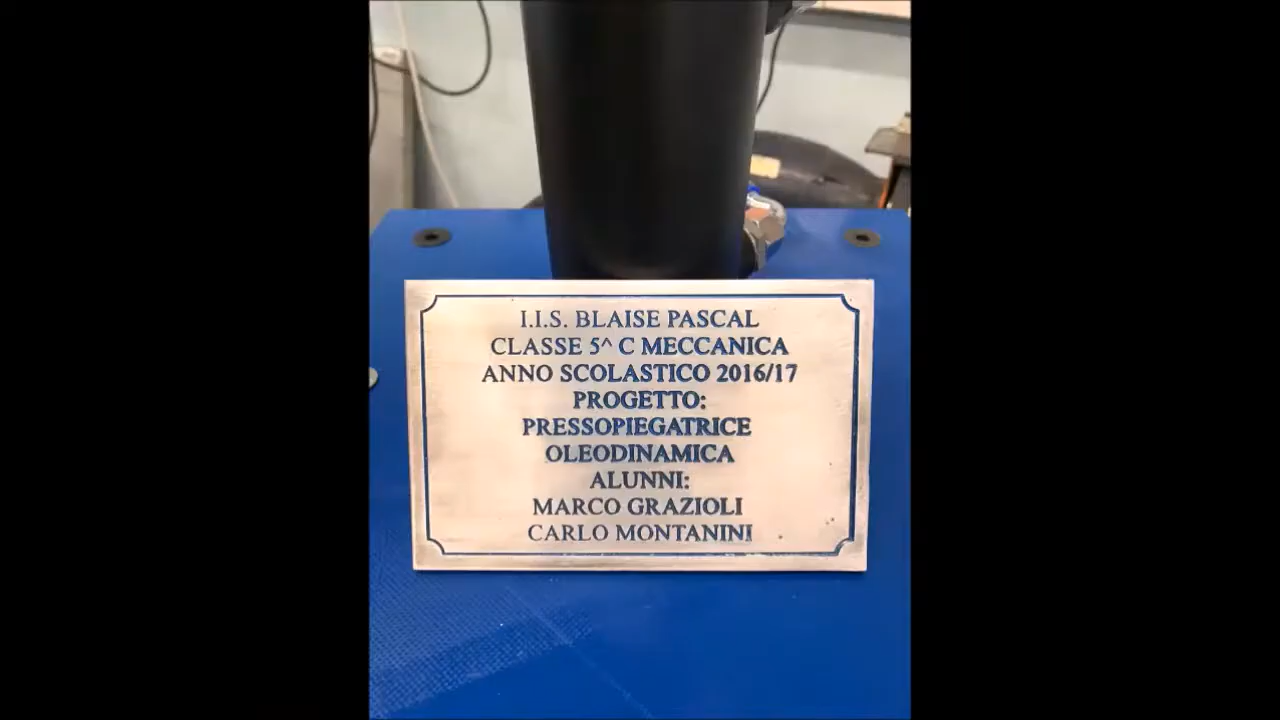 I.I.S. BLAISE PASCAL
CLASSE 5^ C MECCANICA
ANNO SCOLASTICO 2016/17
PROGETTO:
PRESSOPIEGATRICE
OLEODINAMICA
ALUNNI:
MARCO GRAZIOLI
CARLO MONTANINI